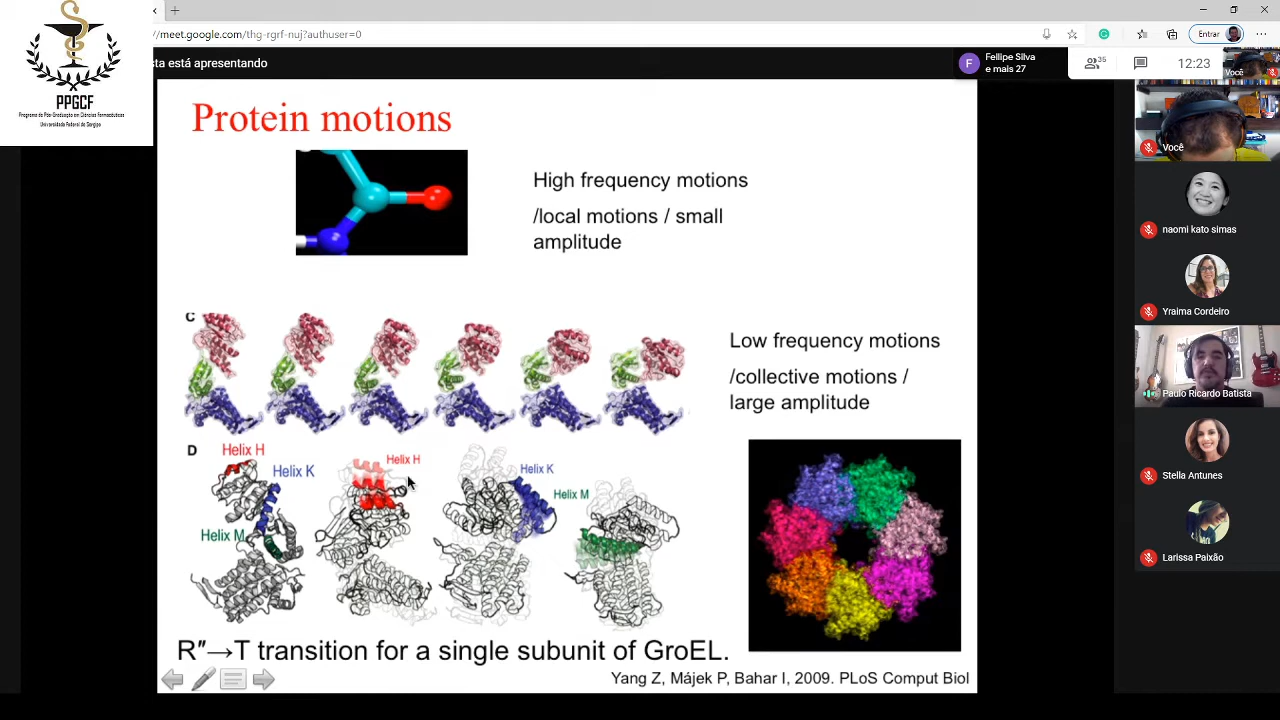 //meet.google.com/thg-rgrf-nuj?authuser=0
Entrar
PPGCF
Programa de Pós-Graduação em Ciências Farmacêuticas
Universidade Federal de Sergipe
sta está apresentando
F
Fellipe Silva
e mais 27
35
12:23
Você
Você
naomi kato simas
Yraima Cordeiro
Paulo Ricardo Batista
Stella Antunes
Larissa Paixão
Protein motions
High frequency motions
/local motions / small
amplitude
C
Low frequency motions
/collective motions /
large amplitude
D
Helix H
Helix K
Helix M
Helix H
Helix K
Helix M
R″→T transition for a single subunit of GroEL.
Yang Z, Májek P, Bahar I, 2009. PLoS Comput Biol